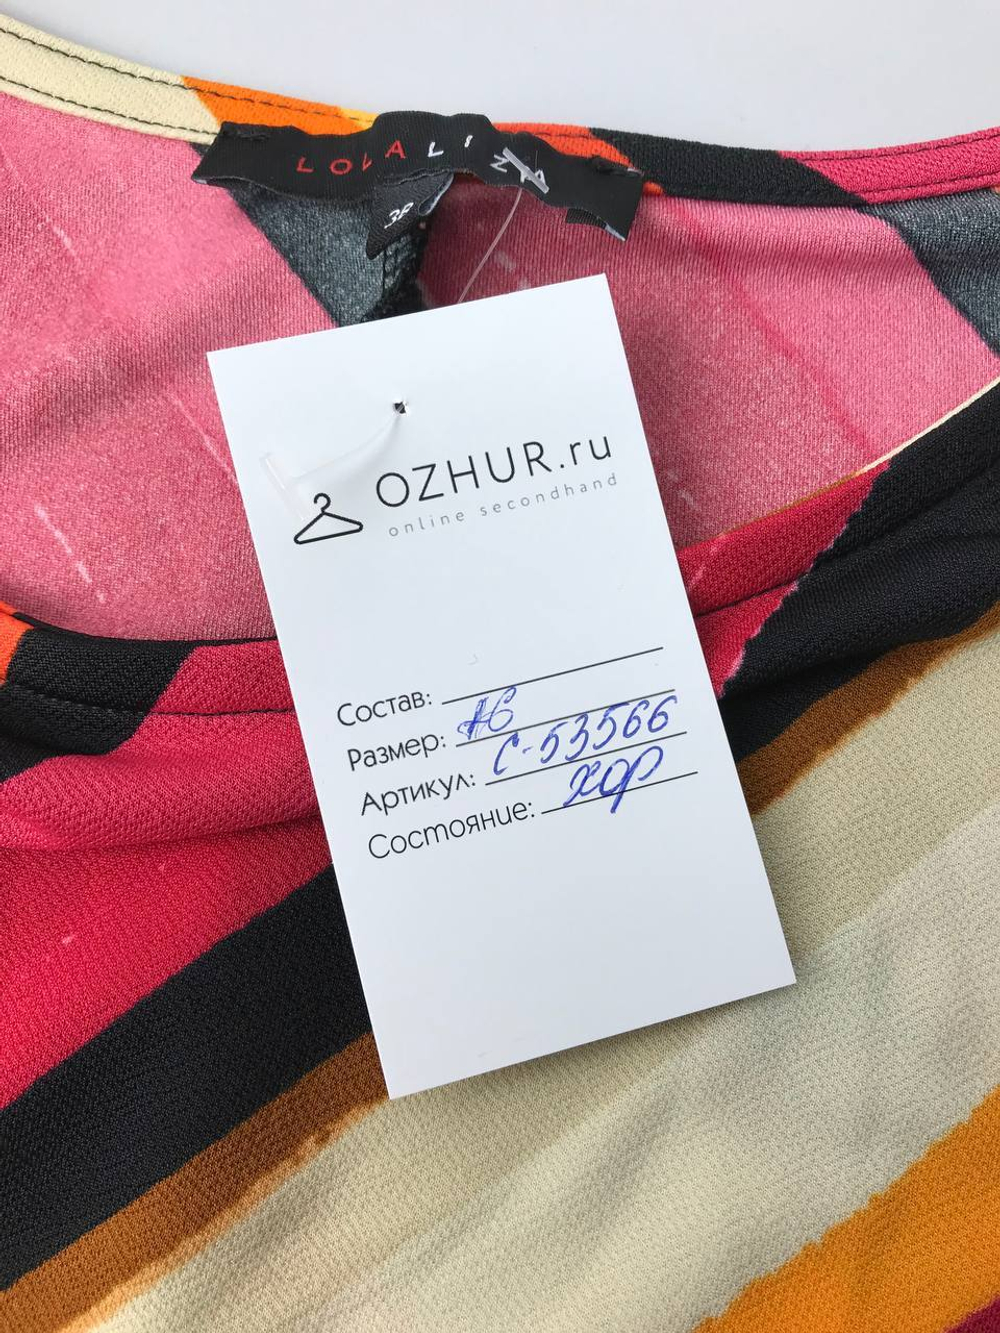 LOLALIZA
38
OZHUR.ru
online secondhand
Состав:
Размер: 46
Артикул: С-53566
Состояние: хор